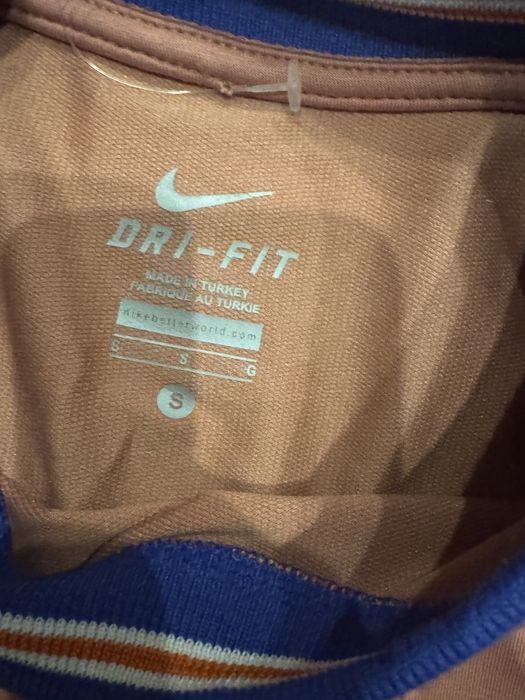 DRI-FIT
MADE IN TURKEY
FABRIQUE AU TURKIE
nikebetterworld.com
S S G
S